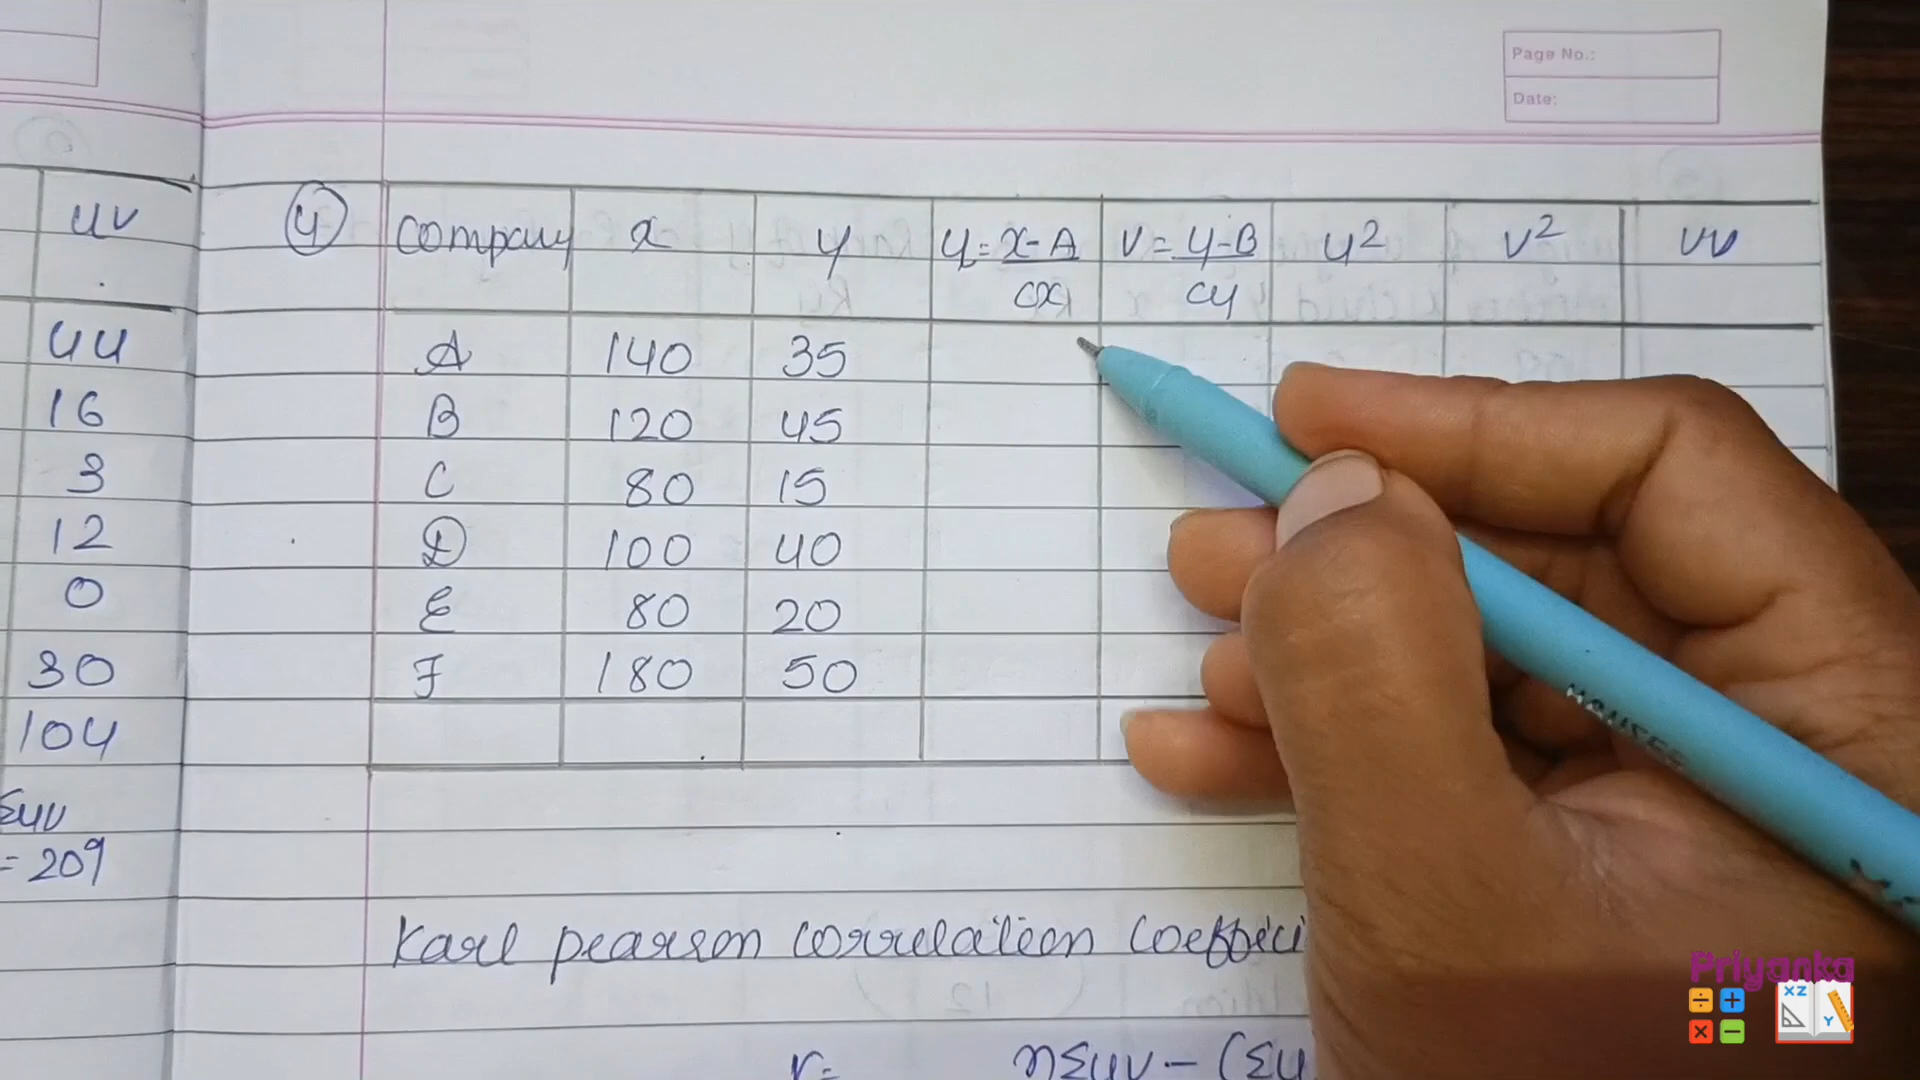 Page No.:
Date:
uv
44
16
3
12
0
30
104
Σuv
= 209
4 company x y u = x-A / cx v = y-B / cy u² v² uv
A 140 35
B 120 45
C 80 15
D 100 40
E 80 20
F 180 50
Karl pearson correlation coeffici
r = nΣuv - (Σu
Priyanka
XZ
Y